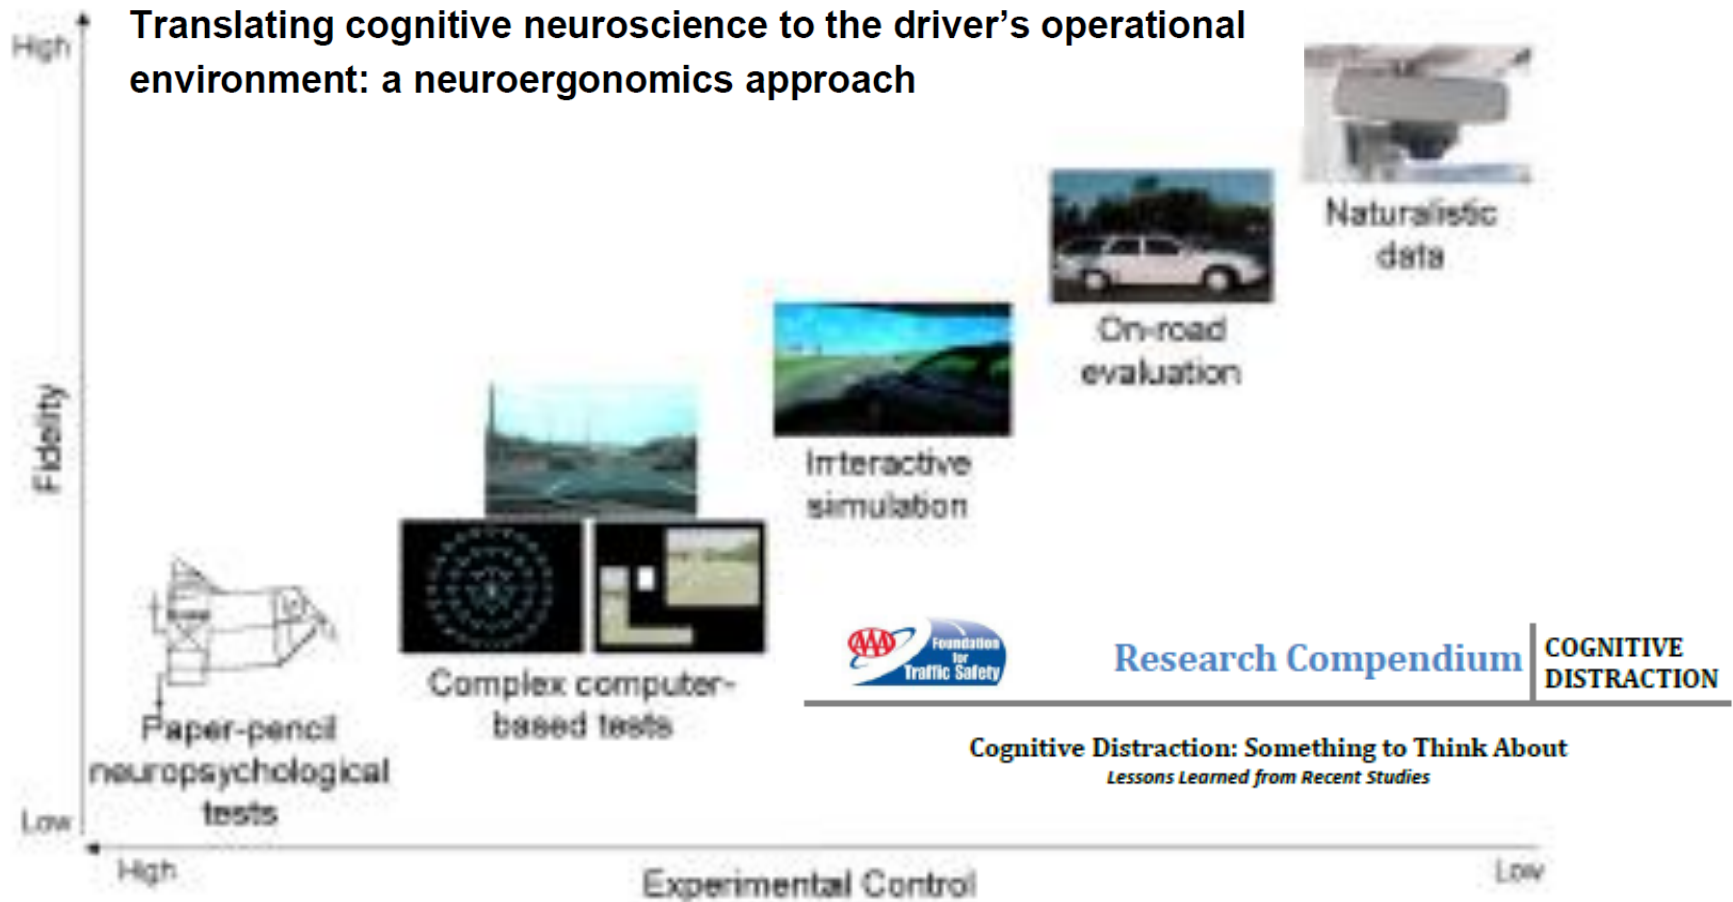 Translating cognitive neuroscience to the driver's operational
environment: a neuroergonomics approach
High
Fidelity
Low
Naturalistic
data
On-road
evaluation
Interactive
simulation
Complex computer-
based tests
Paper-pencil
neuropsychological
tests
AAA Foundation
for
Traffic Safety
Research Compendium
COGNITIVE
DISTRACTION
Cognitive Distraction: Something to Think About
Lessons Learned from Recent Studies
High
Experimental Control
Low